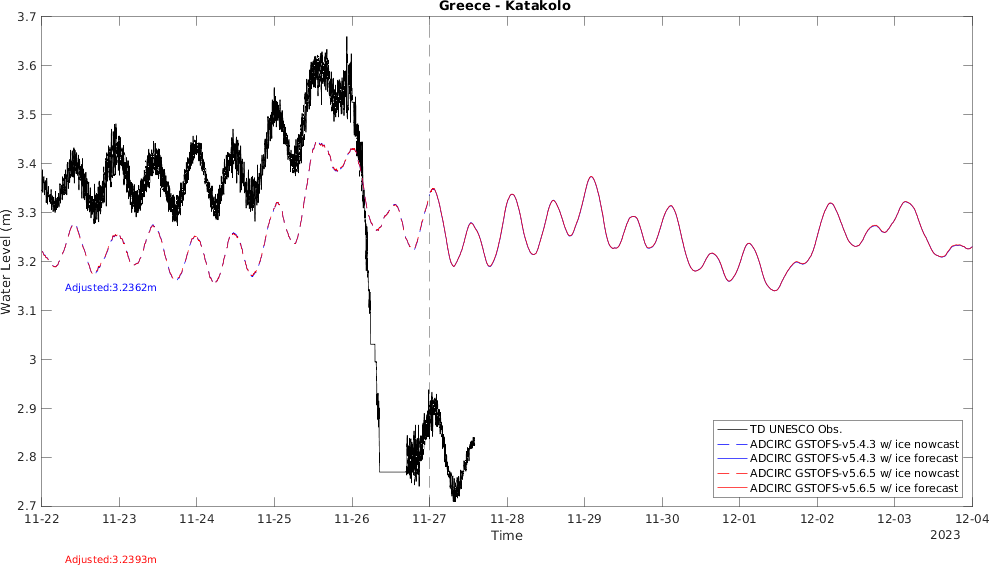 Greece - Katakolo
3.7
3.6
3.5
3.4
3.3
3.2
3.1
3
2.9
2.8
2.7
Water Level (m)
Adjusted:3.2362m
TD UNESCO Obs.
ADCIRC GSTOFS-v5.4.3 w/ ice nowcast
ADCIRC GSTOFS-v5.4.3 w/ ice forecast
ADCIRC GSTOFS-v5.6.5 w/ ice nowcast
ADCIRC GSTOFS-v5.6.5 w/ ice forecast
11-22 11-23 11-24 11-25 11-26 11-27 11-28 11-29 11-30 12-01 12-02 12-03 12-04
Time
2023
Adjusted:3.2393m